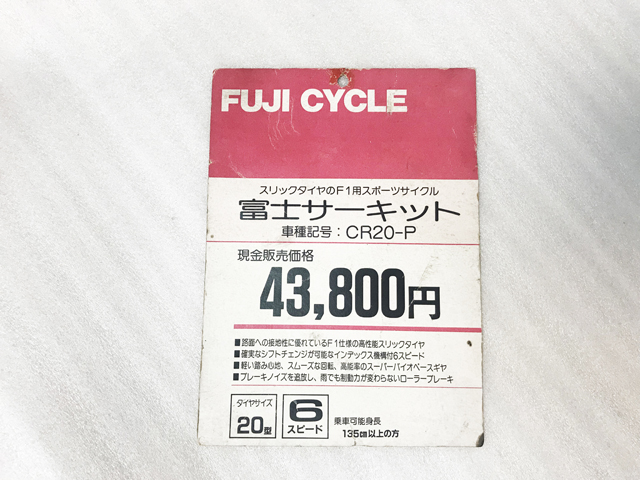 FUJI CYCLE
スリックタイヤのF1用スポーツサイクル
富士サーキット
車種記号：CR20-P
現金販売価格
43,800円
■路面への接地性に優れているF1仕様の高性能スリックタイヤ
■確実なシフトチェンジが可能なインデックス機構付6スピード
■軽い踏み心地、スムーズな回転、高能率のスーパーバイオペースギヤ
■ブレーキノイズを追放し、雨でも制動力が変わらないローラーブレーキ
タイヤサイズ
20型
6
スピード
乗車可能身長
135cm以上の方